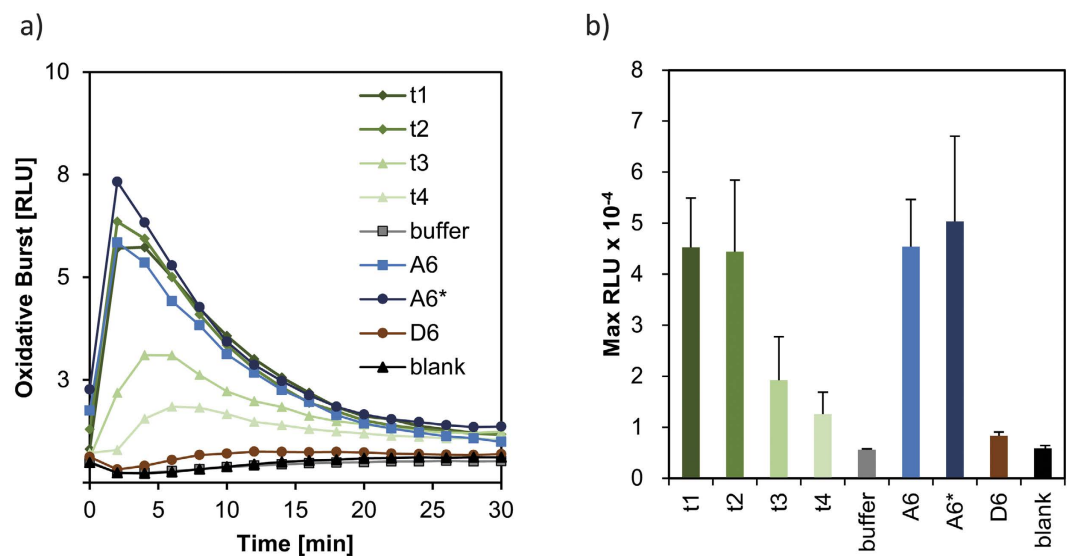 a)
Oxidative Burst [RLU]
10
8
5
3
0 5 10 15 20 25 30
Time [min]
t1
t2
t3
t4
buffer
A6
A6*
D6
blank
b)
Max RLU x 10-4
8
7
6
5
4
3
2
1
0
t1 t2 t3 t4 buffer A6 A6* D6 blank